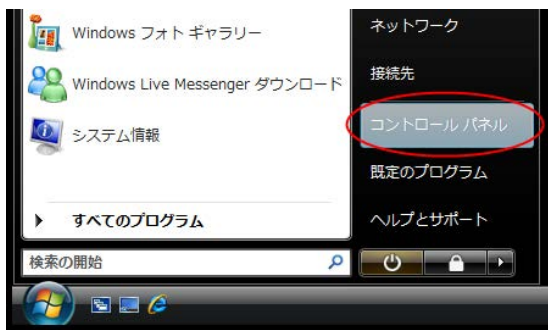 Windows フォト ギャラリー
Windows Live Messenger ダウンロード
システム情報
すべてのプログラム
検索の開始
ネットワーク
接続先
コントロール パネル
既定のプログラム
ヘルプとサポート